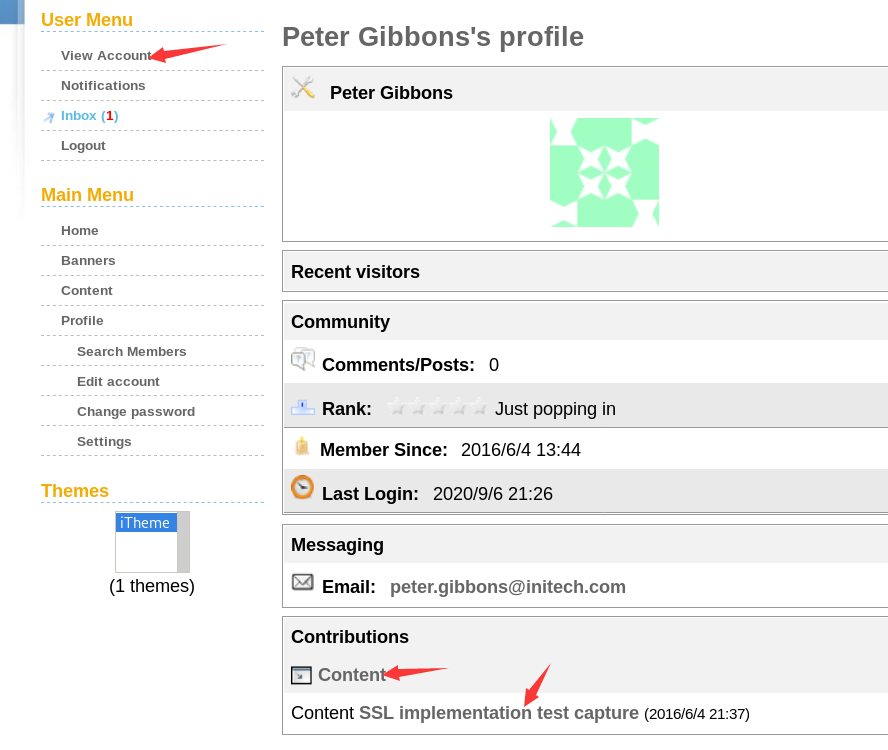 User Menu
View Account
Notifications
Inbox (1)
Logout
Main Menu
Home
Banners
Content
Profile
Search Members
Edit account
Change password
Settings
Themes
iTheme
(1 themes)
Peter Gibbons's profile
Peter Gibbons
Recent visitors
Community
Comments/Posts: 0
Rank: Just popping in
Member Since: 2016/6/4 13:44
Last Login: 2020/9/6 21:26
Messaging
Email: peter.gibbons@initech.com
Contributions
Content
Content SSL implementation test capture (2016/6/4 21:37)